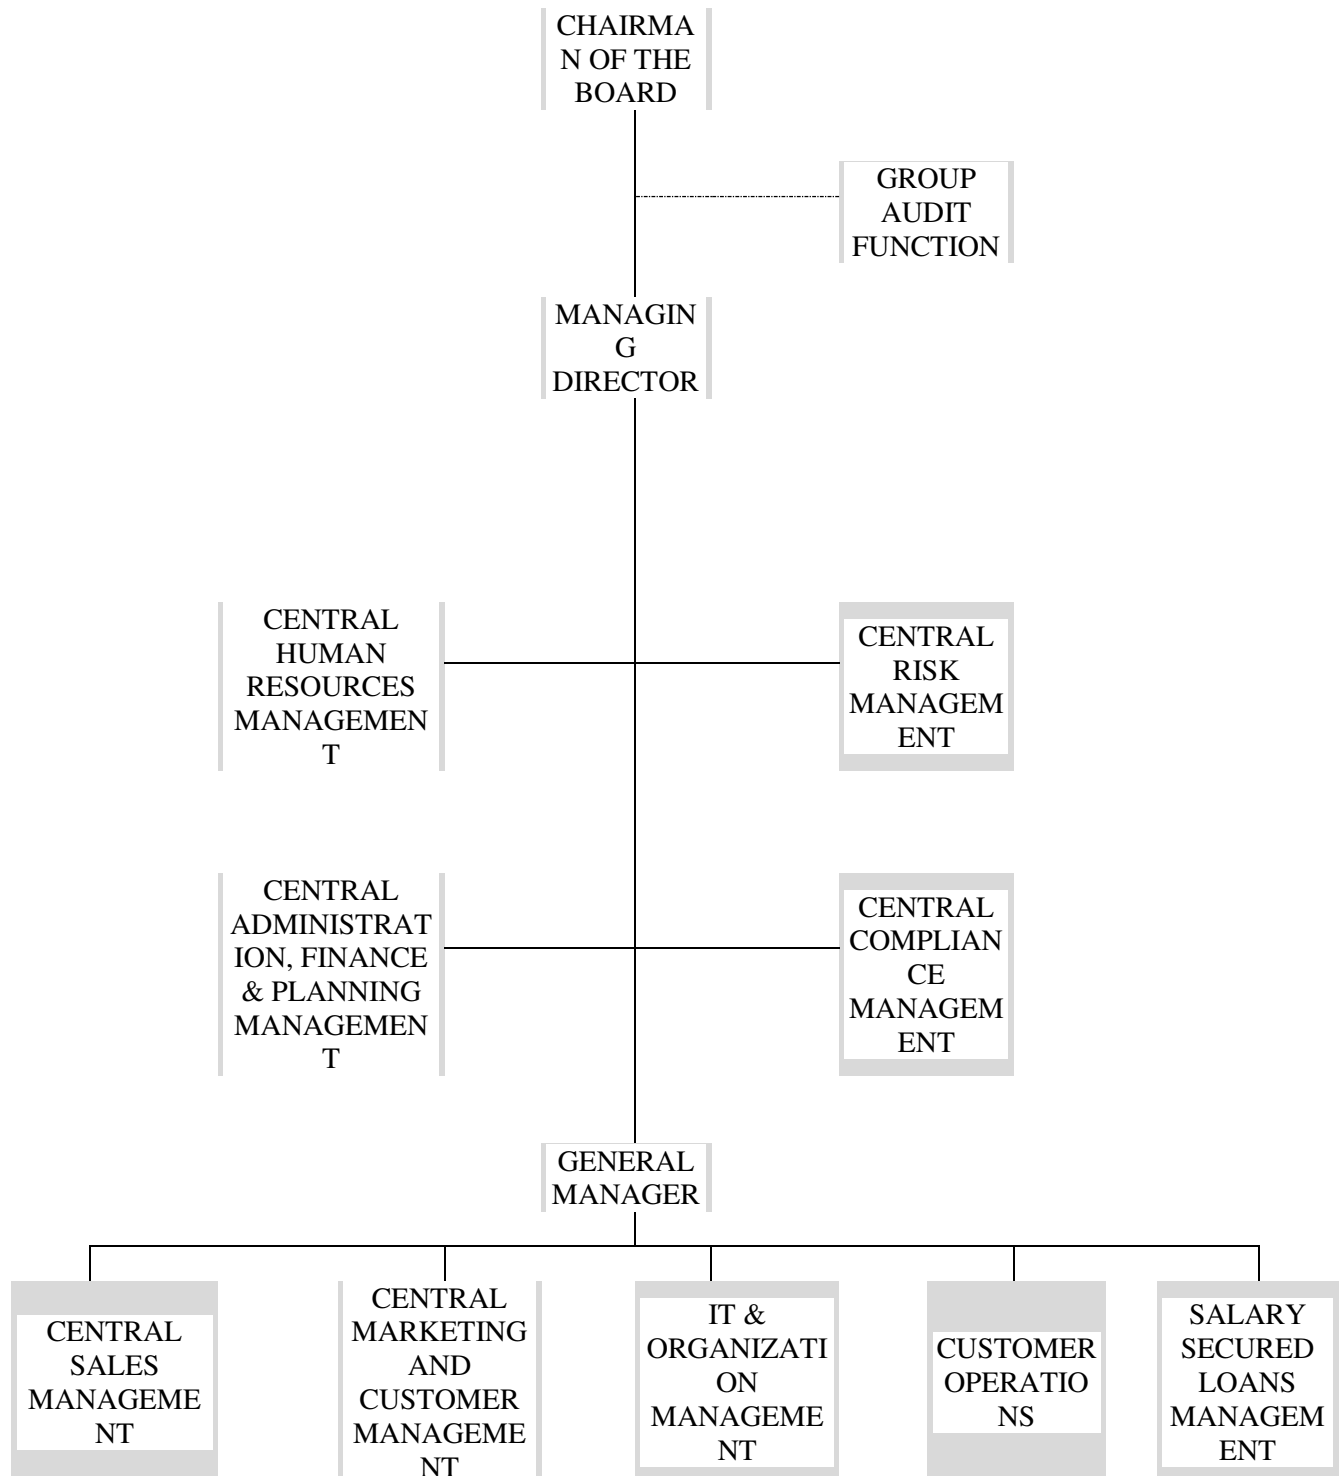 CHAIRMA
N OF THE
BOARD
GROUP
AUDIT
FUNCTION
MANAGIN
G
DIRECTOR
CENTRAL
HUMAN
RESOURCES
MANAGEMEN
T
CENTRAL
RISK
MANAGEM
ENT
CENTRAL
ADMINISTRAT
ION, FINANCE
& PLANNING
MANAGEMEN
T
CENTRAL
COMPLIAN
CE
MANAGEM
ENT
GENERAL
MANAGER
CENTRAL
SALES
MANAGEME
NT
CENTRAL
MARKETING
AND
CUSTOMER
MANAGEME
NT
IT &
ORGANIZATI
ON
MANAGEME
NT
CUSTOMER
OPERATIO
NS
SALARY
SECURED
LOANS
MANAGEM
ENT